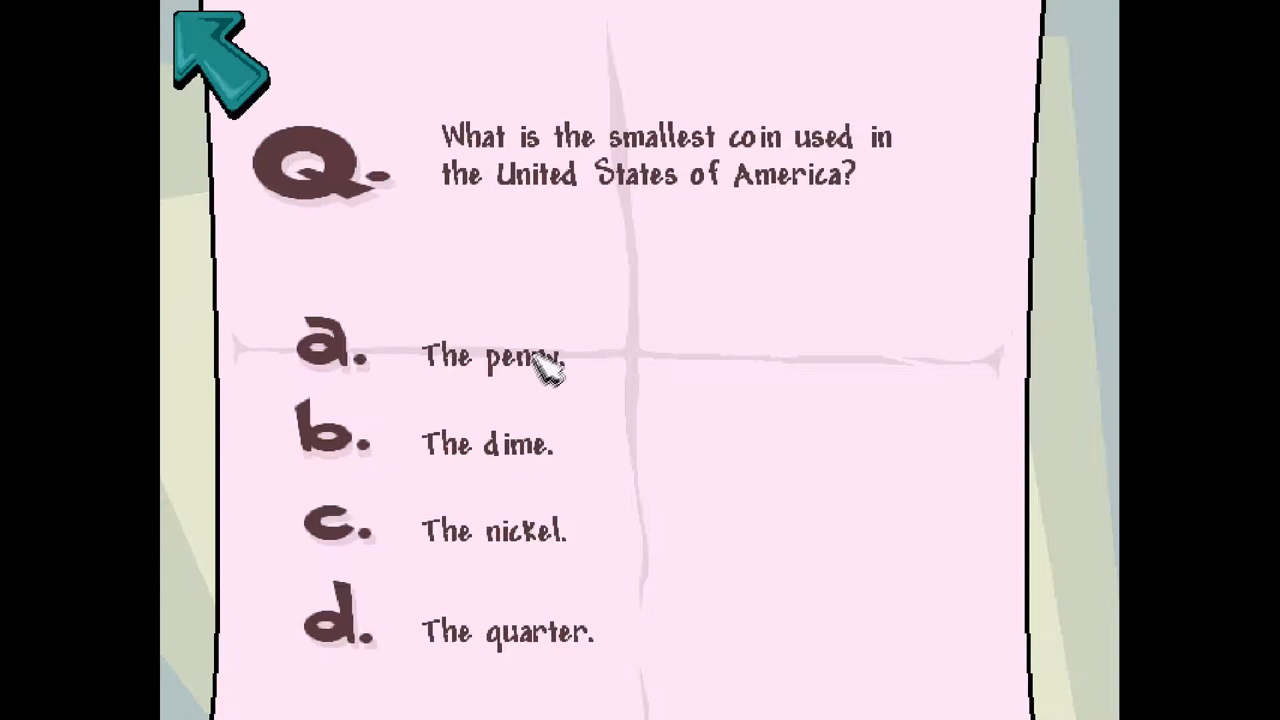 Q. What is the smallest coin used in
the United States of America?
a. The penny.
b. The dime.
c. The nickel.
d. The quarter.